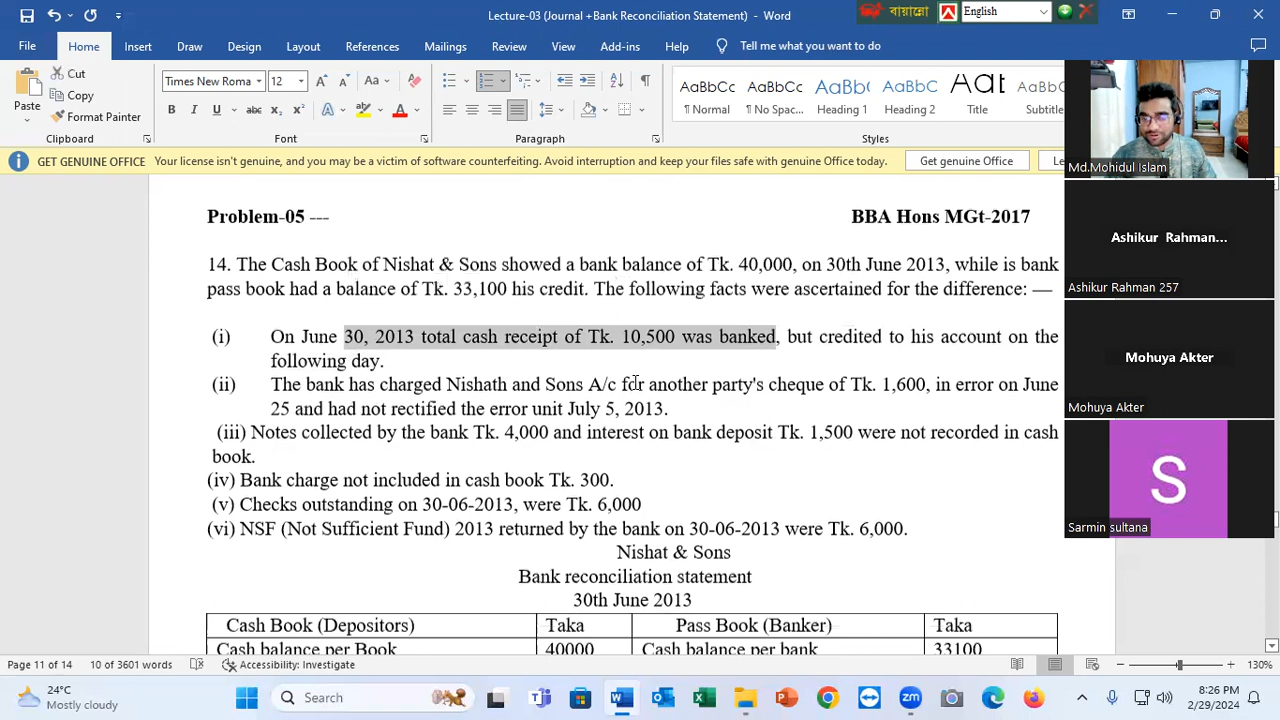 Lecture-03 (Journal +Bank Reconciliation Statement) - Word
বায়ান্নো
English
File Home Insert Draw Design Layout References Mailings Review View Add-ins Help Tell me what you want to do
Paste
Cut
Copy
Format Painter
Clipboard
Times New Roma 12
B I U abc x₂ x²
Font
Paragraph
AaBbCc AaBbCc AaBbCc AaBbCc Aat AaBbCc
¶ Normal ¶ No Spac... Heading 1 Heading 2 Title Subtitle
Styles
GET GENUINE OFFICE Your license isn't genuine, and you may be a victim of software counterfeiting. Avoid interruption and keep your files safe with genuine Office today. Get genuine Office Le
Problem-05 --- BBA Hons MGt-2017
14. The Cash Book of Nishat & Sons showed a bank balance of Tk. 40,000, on 30th June 2013, while is bank
pass book had a balance of Tk. 33,100 his credit. The following facts were ascertained for the difference: —
(i) On June 30, 2013 total cash receipt of Tk. 10,500 was banked, but credited to his account on the
following day.
(ii) The bank has charged Nishath and Sons A/c for another party's cheque of Tk. 1,600, in error on June
25 and had not rectified the error unit July 5, 2013.
(iii) Notes collected by the bank Tk. 4,000 and interest on bank deposit Tk. 1,500 were not recorded in cash
book.
(iv) Bank charge not included in cash book Tk. 300.
(v) Checks outstanding on 30-06-2013, were Tk. 6,000
(vi) NSF (Not Sufficient Fund) 2013 returned by the bank on 30-06-2013 were Tk. 6,000.
Nishat & Sons
Bank reconciliation statement
30th June 2013
Cash Book (Depositors) Taka Pass Book (Banker) Taka
Cash balance per Book 40000 Cash balance per bank 33100
Md.Mohidul Islam
Ashikur Rahman...
Ashikur Rahman 257
Mohuya Akter
Mohuya Akter
S
Sarmin sultana
Page 11 of 14 10 of 3601 words Accessibility: Investigate 130%
24°C
Mostly cloudy
Search
8:26 PM
2/29/2024